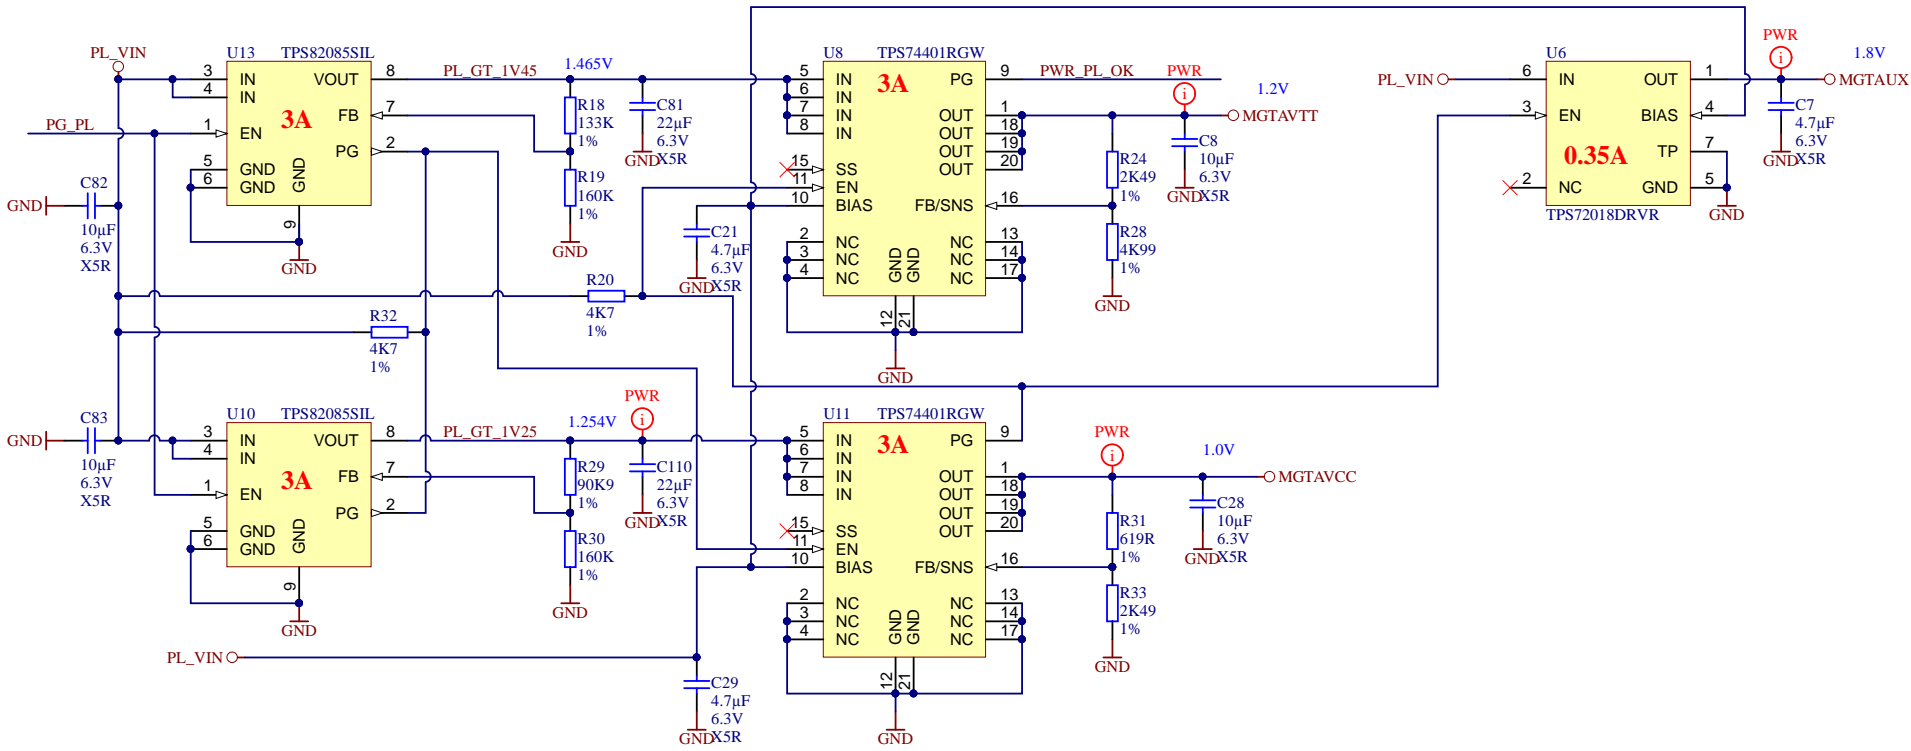 PL_VIN
PG_PL
U13 TPS82085SIL
3A
3 IN
4 IN
1 EN
5 GND
6 GND
GND
9
VOUT 8
FB 7
PG 2
GND
C82
10µF
6.3V
X5R
GND
PL_GT_1V45
1.465V
R18
133K
1%
R19
160K
1%
GND
C81
22µF
6.3V
X5R
GND
R20
4K7
1%
R32
4K7
1%
U8 TPS74401RGW
3A
5 IN
6 IN
7 IN
8 IN
15 SS
11 EN
10 BIAS
2 NC
3 NC
4 NC
PG 9
OUT 1
OUT 18
OUT 19
OUT 20
FB/SNS 16
NC 13
NC 14
NC 17
GND
GND
12
21
GND
C21
4.7µF
6.3V
X5R
GND
PWR_PL_OK
PWR
i
1.2V
MGTAVTT
R24
2K49
1%
R28
4K99
1%
GND
C8
10µF
6.3V
X5R
GND
PL_VIN
U6
0.35A
6 IN
3 EN
2 NC
OUT 1
BIAS 4
TP 7
GND 5
TPS72018DRVR
GND
PWR
i
1.8V
MGTAUX
C7
4.7µF
6.3V
X5R
GND
C83
10µF
6.3V
X5R
GND
U10 TPS82085SIL
3A
3 IN
4 IN
1 EN
5 GND
6 GND
GND
9
VOUT 8
FB 7
PG 2
GND
PL_GT_1V25
1.254V
PWR
i
R29
90K9
1%
R30
160K
1%
GND
C110
22µF
6.3V
X5R
GND
U11 TPS74401RGW
3A
5 IN
6 IN
7 IN
8 IN
15 SS
11 EN
10 BIAS
2 NC
3 NC
4 NC
PG 9
OUT 1
OUT 18
OUT 19
OUT 20
FB/SNS 16
NC 13
NC 14
NC 17
GND
GND
12
21
GND
PWR
i
1.0V
MGTAVCC
R31
619R
1%
R33
2K49
1%
GND
C28
10µF
6.3V
X5R
GND
PL_VIN
C29
4.7µF
6.3V
X5R
GND